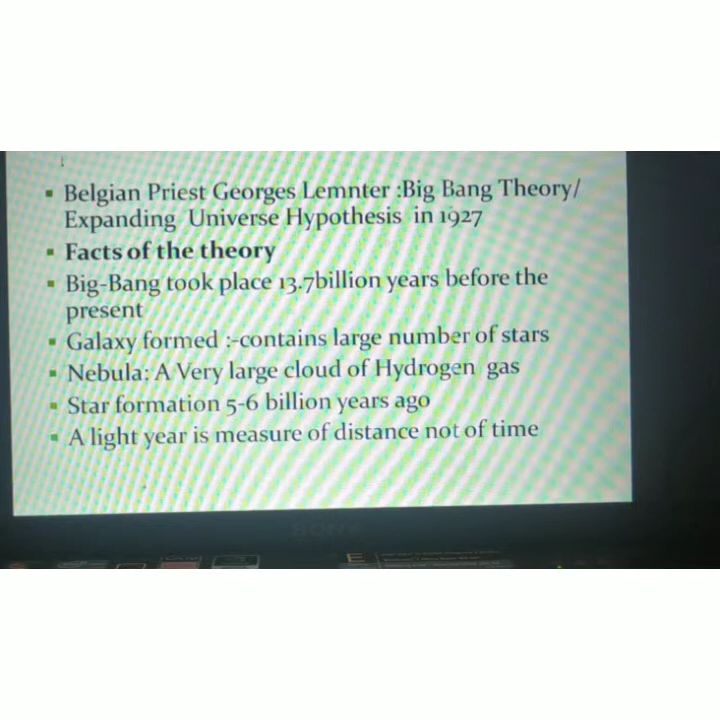 Belgian Priest Georges Lemnter :Big Bang Theory/
Expanding Universe Hypothesis in 1927
Facts of the theory
Big-Bang took place 13.7billion years before the
present
Galaxy formed :-contains large number of stars
Nebula: A Very large cloud of Hydrogen gas
Star formation 5-6 billion years ago
A light year is measure of distance not of time